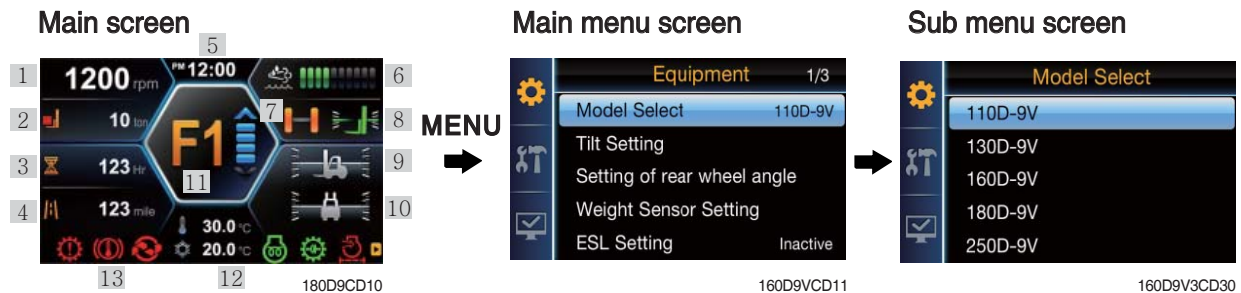 Main screen
Main menu screen
Sub menu screen
5
1
1200 rpm
PM 12:00
6
2
10 ton
7
8
3
123 Hr
F1
11
9
4
123 mile
10
30.0 °C
20.0 °C
13
12
180D9CD10
MENU
Equipment 1/3
Model Select 110D-9V
Tilt Setting
Setting of rear wheel angle
Weight Sensor Setting
ESL Setting Inactive
160D9VCD11
Model Select
110D-9V
130D-9V
160D-9V
180D-9V
250D-9V
160D9V3CD30